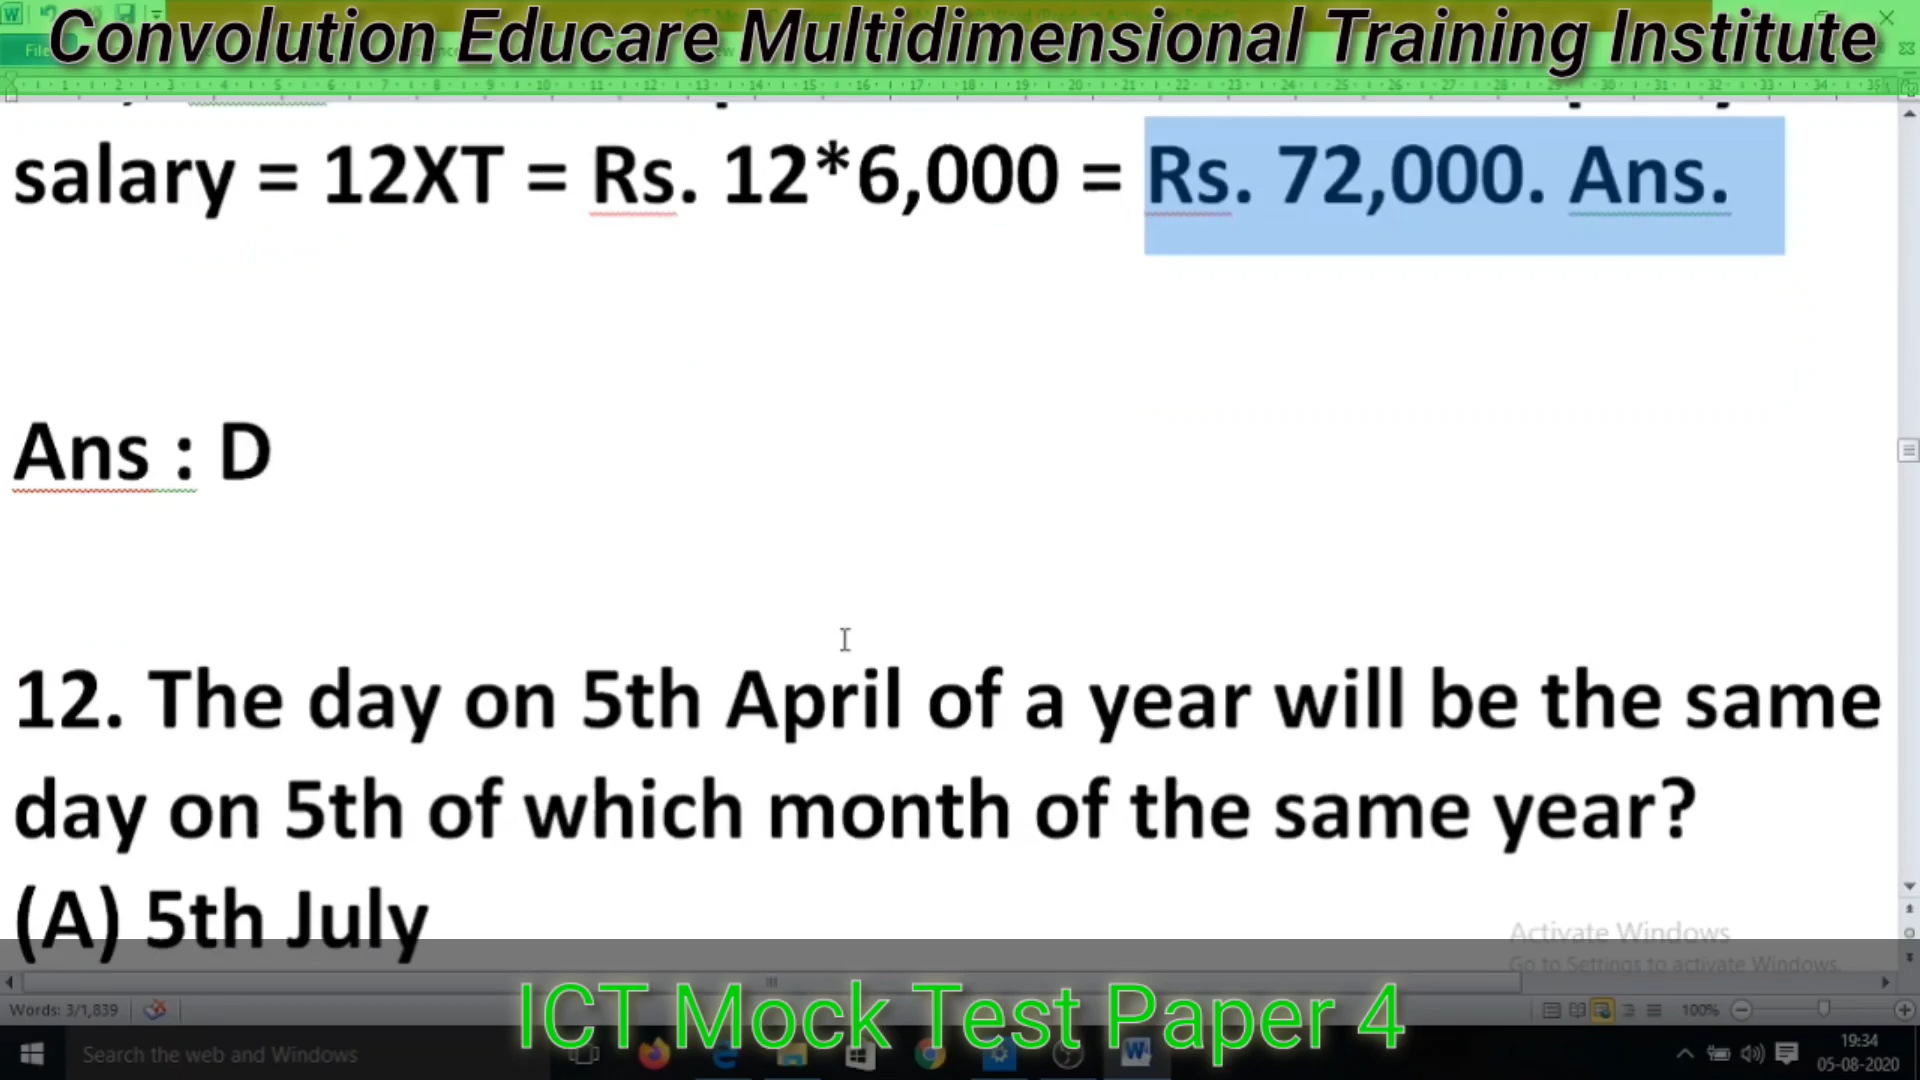 Convolution Educare Multidimensional Training Institute
File
salary = 12XT = Rs. 12*6,000 = Rs. 72,000. Ans.
Ans : D
12. The day on 5th April of a year will be the same
day on 5th of which month of the same year?
(A) 5th July
Activate Windows
Go to Settings to activate Windows.
ICT Mock Test Paper 4
Words: 3/1,839
100%
Search the web and Windows
19:34
05-08-2020